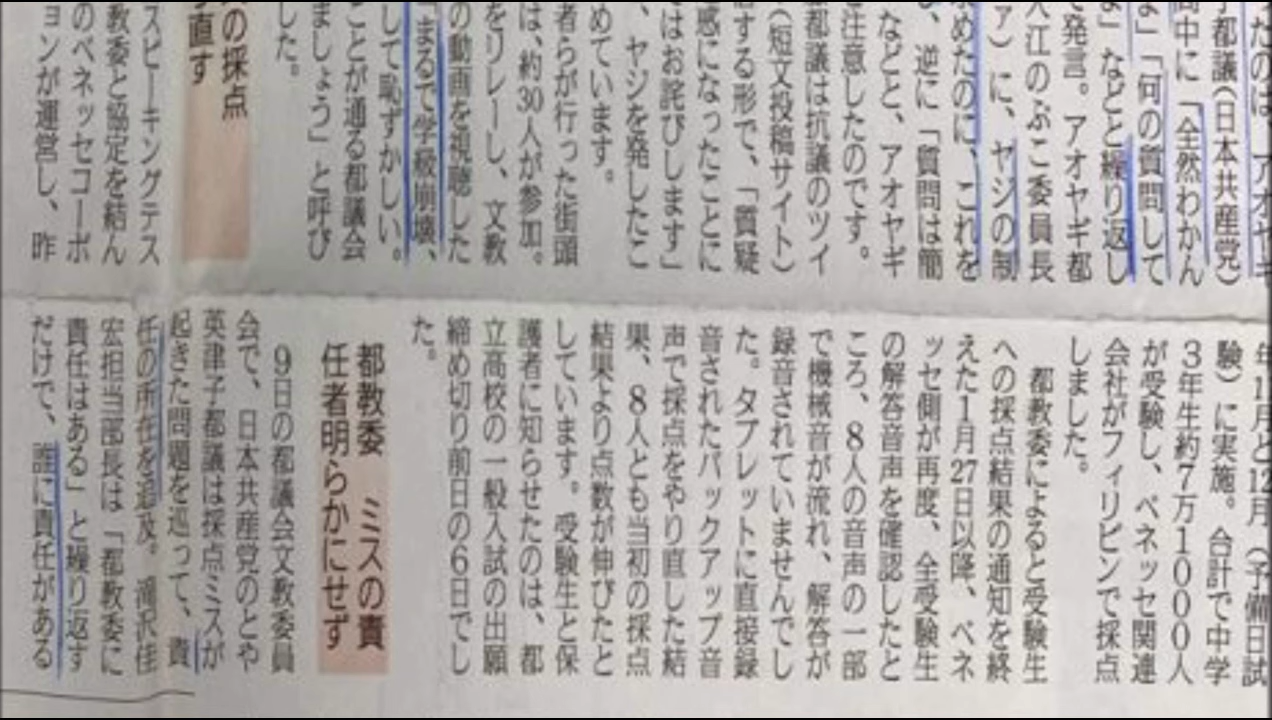 たのは、アオヤギ
子都議(日本共産党)
問中に「全然わかん
よ」「何の質問して
よ」などと繰り返し
で発言。アオヤギ都
入江のぶこ委員長
ァ)に、ヤジの制
求めたのに、これを
、逆に「質問は簡
などと、アオヤギ
注意したのです。
都議は抗議のツイ
(短文投稿サイト)
する形で、「質疑
感になったことに
はお詫びします」
、ヤジを発したこ
めています。
者らが行った街頭
は、約30人が参加。
をリレーし、文教
の動画を視聴した
「まるで学級崩壊、
して恥ずかしい。
ことが通る都議会
ましょう」と呼び
した。
スの採点
り直す
スピーキングテス
教委と協定を結ん
のベネッセコーポ
ョンが運営し、昨
年11月と12月(予備日試
験)に実施。合計で中学
3年生約7万1000人
が受験し、ベネッセ関連
会社がフィリピンで採点
しました。
都教委によると受験生
への採点結果の通知を終
えた1月27日以降、ベネ
ッセ側が再度、全受験生
の解答音声を確認したと
ころ、8人の音声の一部
で機械音が流れ、解答が
録音されていませんでし
た。タブレットに直接録
音されたバックアップ音
声で採点をやり直した結
果、8人とも当初の採点
結果より点数が伸びたと
しています。受験生と保
護者に知らせたのは、都
立高校の一般入試の出願
締め切り前日の6日でし
た。
都教委 ミスの責
任者明らかにせず
9日の都議会文教委員
会で、日本共産党のとや
英津子都議は採点ミスが
起きた問題を巡って、責
任の所在を追及。瀧沢佳
宏担当部長は「都教委に
責任はある」と繰り返す
だけで、誰に責任がある